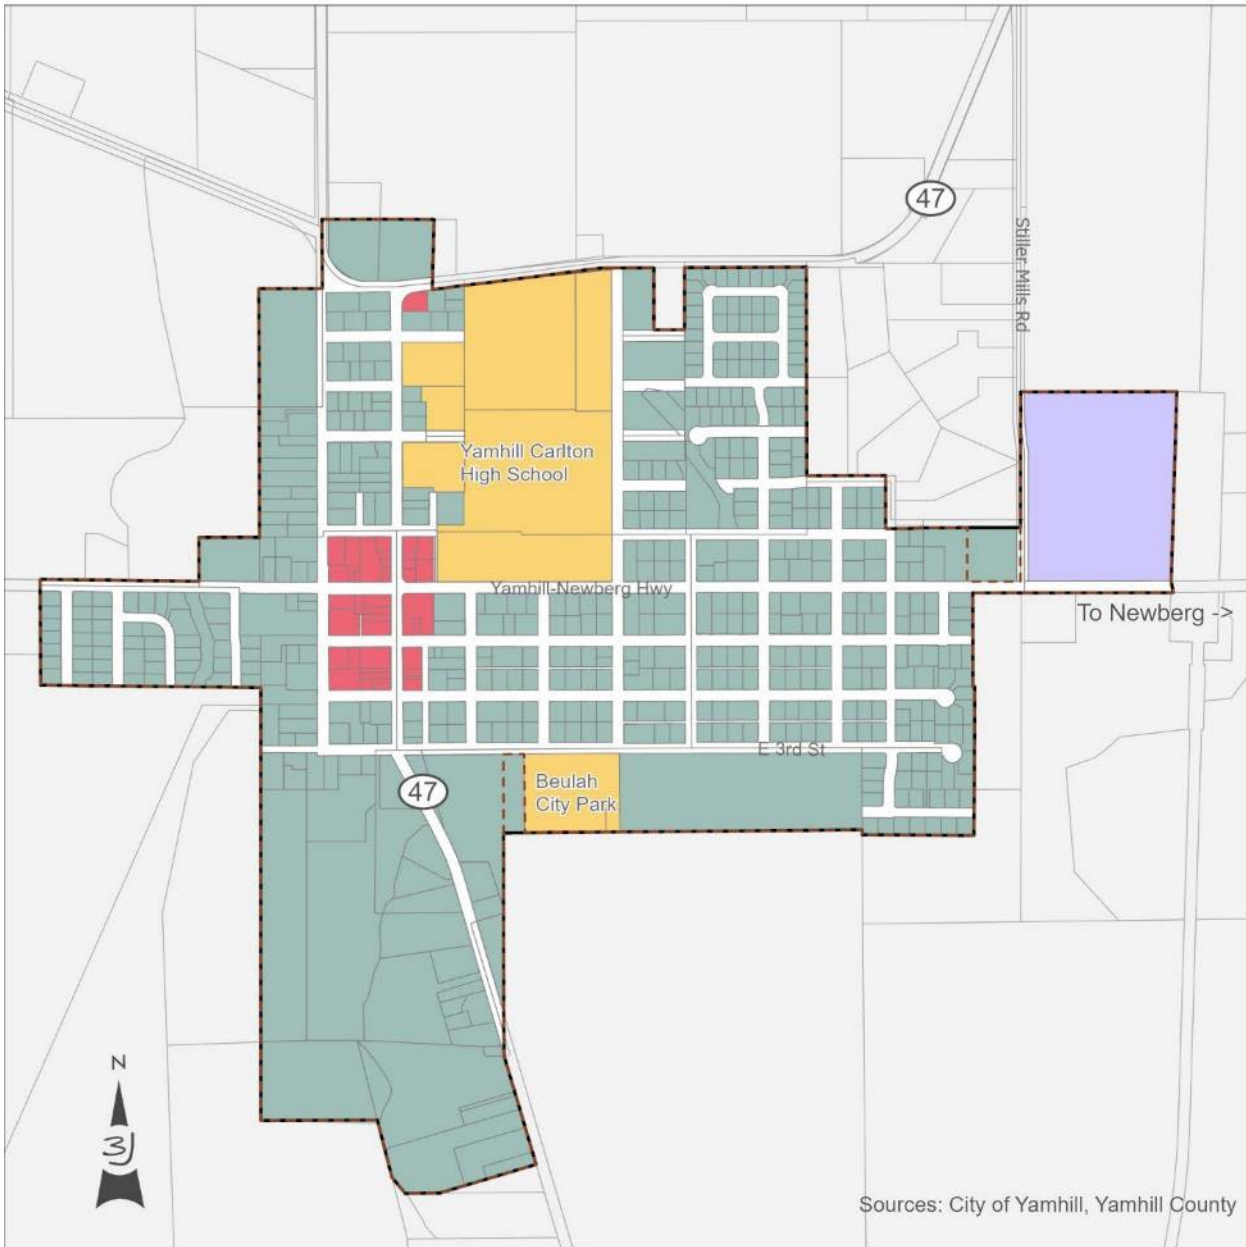 47
Stiller Mills Rd
Yamhill Carlton
High School
Yamhill-Newberg Hwy
To Newberg ->
E 3rd St
Beulah
City Park
47
N
3J
Sources: City of Yamhill, Yamhill County